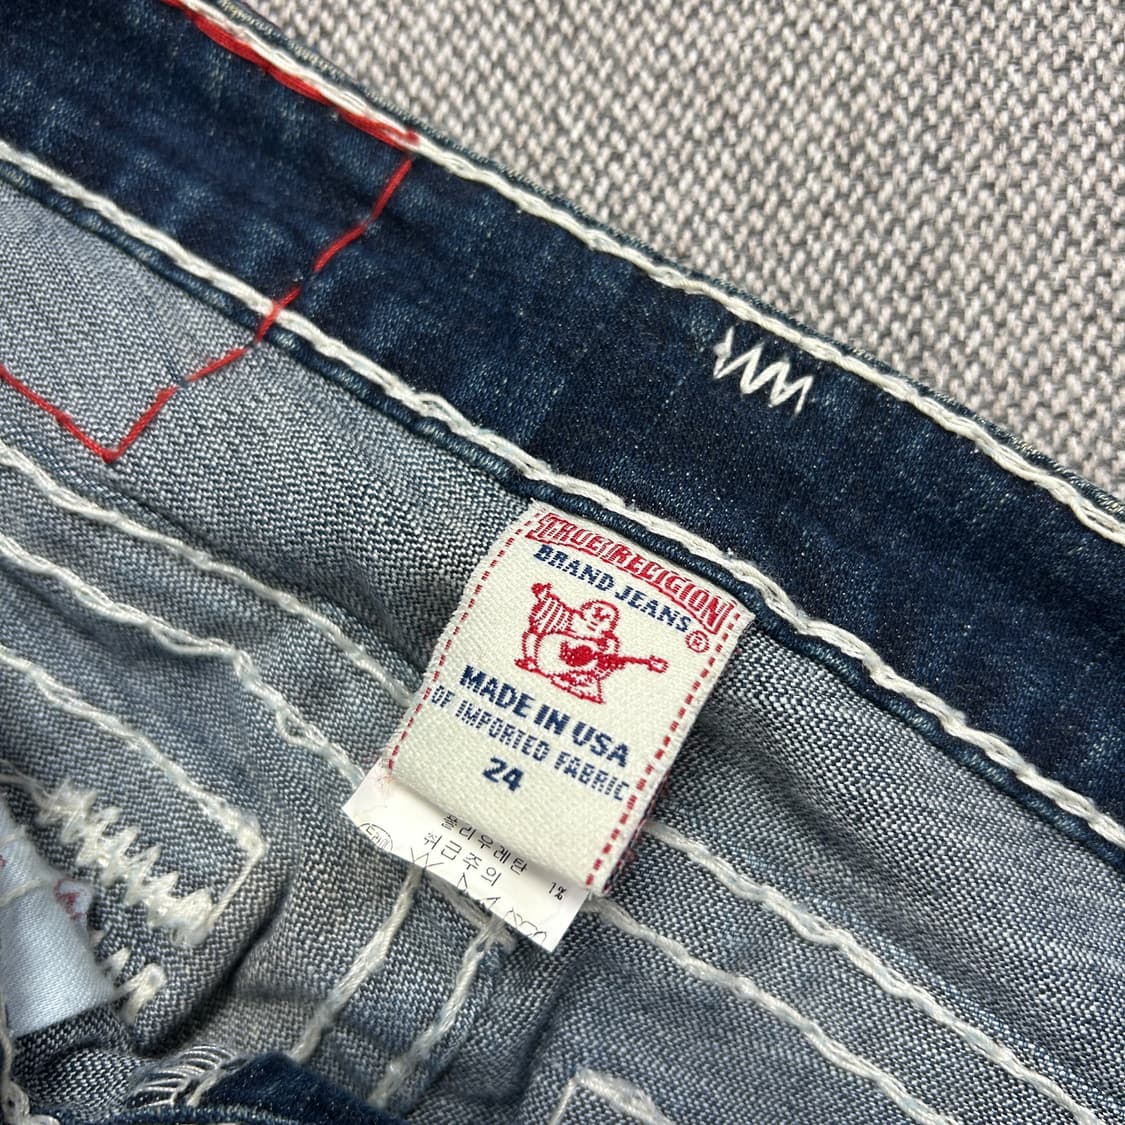 TRUE RELIGION
BRAND JEANS ®
MADE IN USA
OF IMPORTED FABRIC
24
폴리우레탄 1%
취급주의